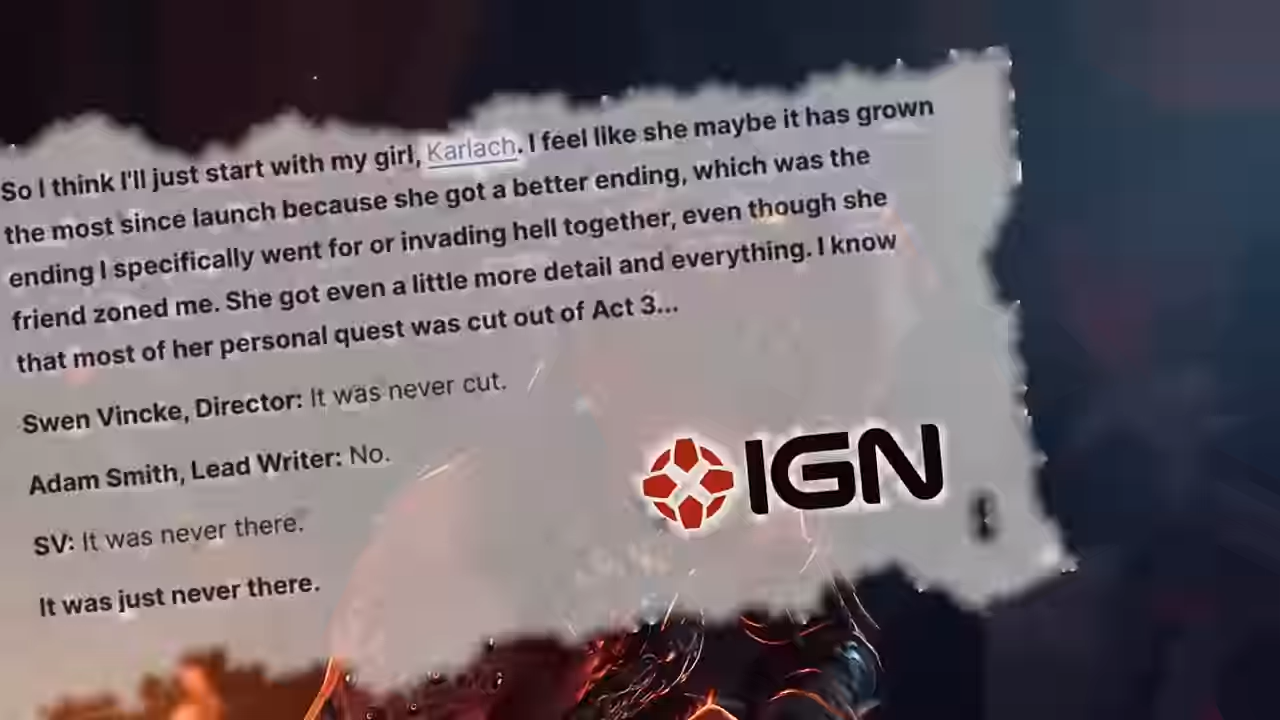 So I think I'll just start with my girl, Karlach. I feel like she maybe it has grown
the most since launch because she got a better ending, which was the
ending I specifically went for or invading hell together, even though she
friend zoned me. She got even a little more detail and everything. I know
that most of her personal quest was cut out of Act 3...
Swen Vincke, Director: It was never cut.
Adam Smith, Lead Writer: No.
SV: It was never there.
It was just never there.
IGN